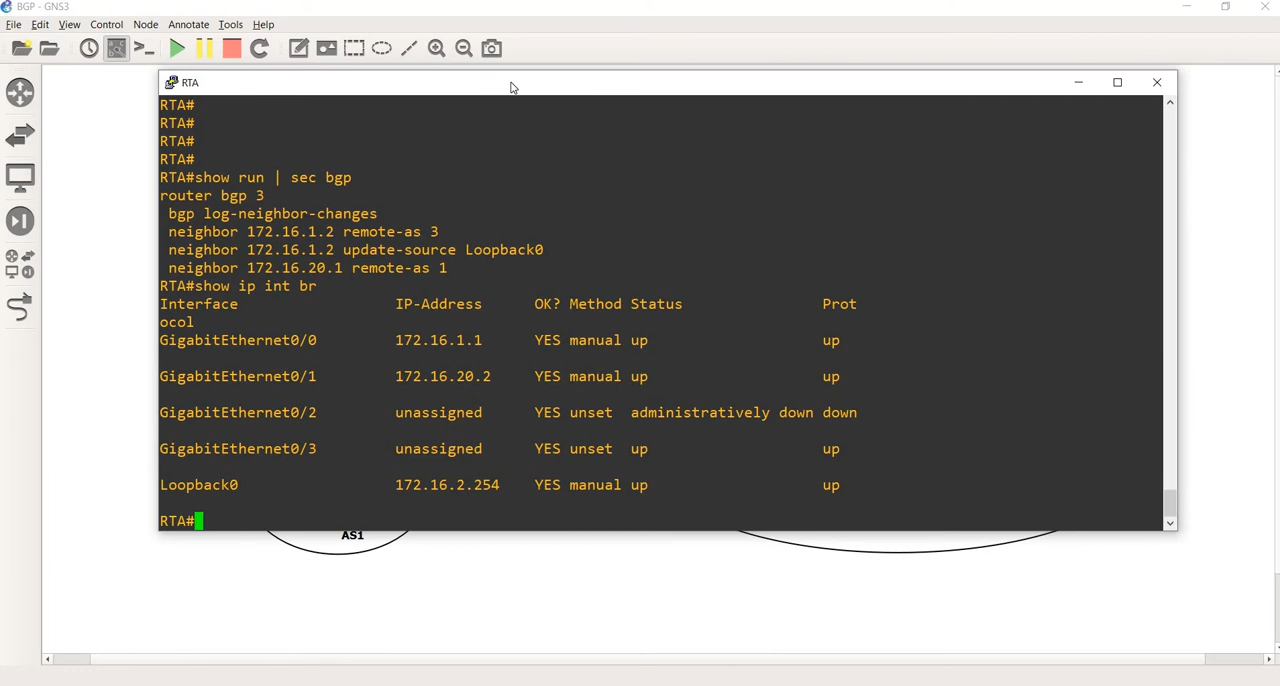 BGP - GNS3
File Edit View Control Node Annotate Tools Help
RTA
RTA#
RTA#
RTA#
RTA#
RTA#show run | sec bgp
router bgp 3
bgp log-neighbor-changes
neighbor 172.16.1.2 remote-as 3
neighbor 172.16.1.2 update-source Loopback0
neighbor 172.16.20.1 remote-as 1
RTA#show ip int br
Interface IP-Address OK? Method Status Prot
ocol
GigabitEthernet0/0 172.16.1.1 YES manual up up
GigabitEthernet0/1 172.16.20.2 YES manual up up
GigabitEthernet0/2 unassigned YES unset administratively down down
GigabitEthernet0/3 unassigned YES unset up up
Loopback0 172.16.2.254 YES manual up up
RTA#
AS1